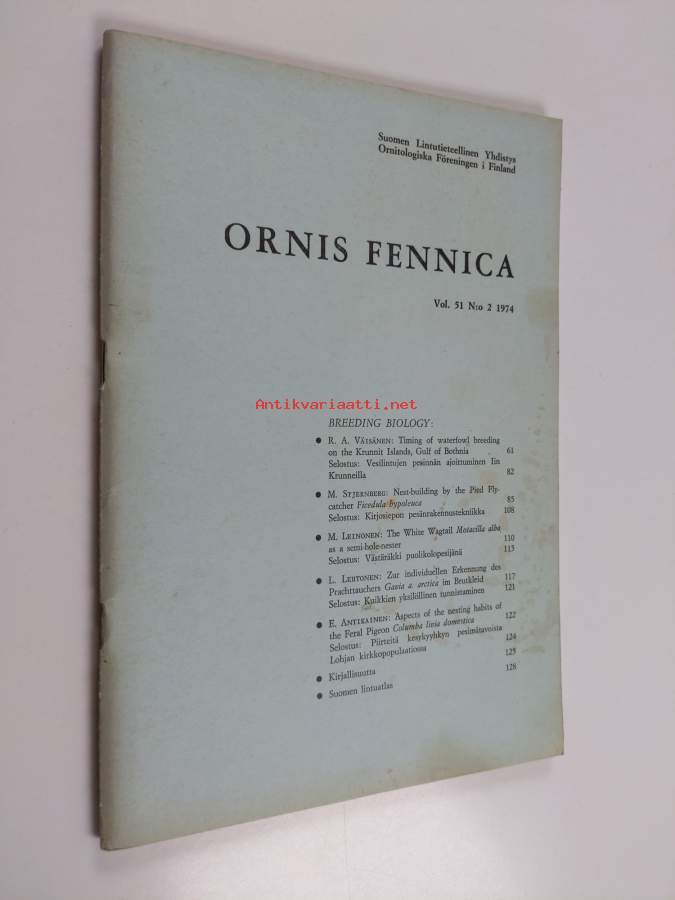 Suomen Lintutieteellinen Yhdistys
Ornitologiska Föreningen i Finland
ORNIS FENNICA
Vol. 51 N:o 2 1974
Antikvariaatti.net
BREEDING BIOLOGY:
● R. A. VÄISÄNEN: Timing of waterfowl breeding
on the Krunnit Islands, Gulf of Bothnia 61
Selostus: Vesilintujen pesinnän ajoittuminen Iin
Krunneilla 82
● M. STJERNBERG: Nest-building by the Pied Fly-
catcher Ficedula hypoleuca 85
Selostus: Kirjosiepon pesänrakennustekniikka 108
● M. LEINONEN: The White Wagtail Motacilla alba
as a semi-hole-nester 110
Selostus: Västäräkki puolikolopesijänä 115
● L. LEHTONEN: Zur individuellen Erkennung des
Prachttauchers Gavia a. arctica im Brutkleid 117
Selostus: Kuikkien yksilöllinen tunnistaminen 121
● E. ANTIKAINEN: Aspects of the nesting habits of
the Feral Pigeon Columba livia domestica 122
Selostus: Piirteitä kesykyyhkyn pesimätavoista
Lohjan kirkkopopulaatiossa 124
● Kirjallisuutta 125
● Suomen lintuatlas 128